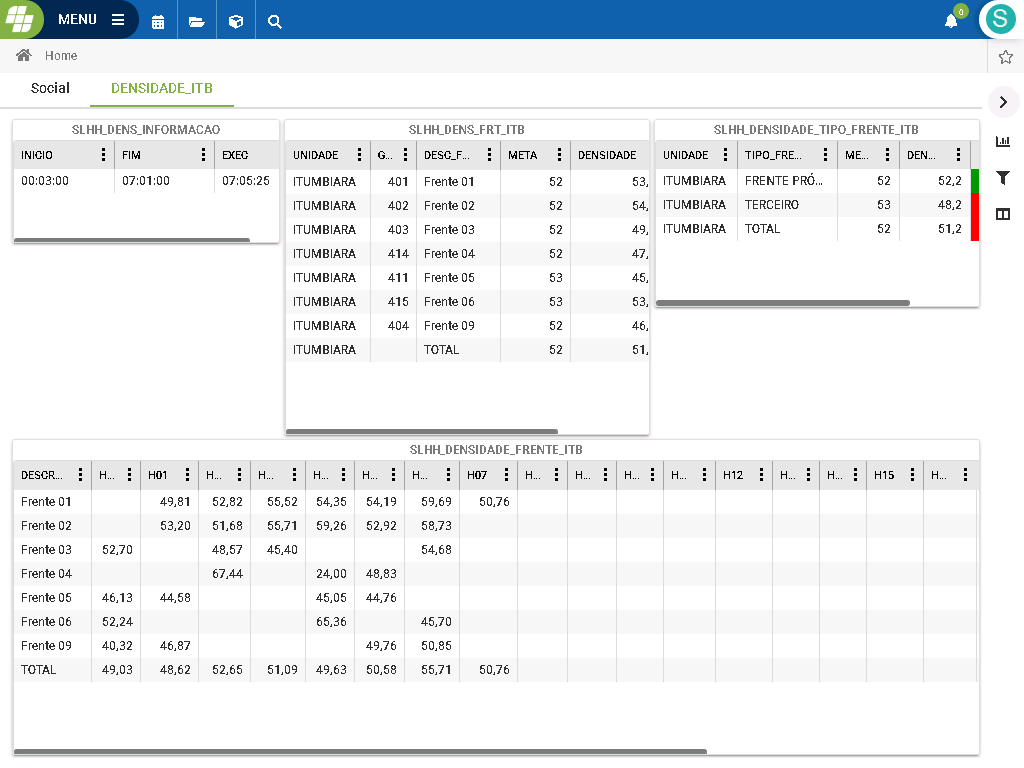 MENU
0
S
Home
Social DENSIDADE_ITB
SLHH_DENS_INFORMACAO
INICIO FIM EXEC
00:03:00 07:01:00 07:05:25
SLHH_DENS_FRT_ITB
UNIDADE G... DESC_F... META DENSIDADE
ITUMBIARA 401 Frente 01 52 53,
ITUMBIARA 402 Frente 02 52 54,
ITUMBIARA 403 Frente 03 52 49,
ITUMBIARA 414 Frente 04 52 47,
ITUMBIARA 411 Frente 05 53 45,
ITUMBIARA 415 Frente 06 53 53,
ITUMBIARA 404 Frente 09 52 46,
ITUMBIARA TOTAL 52 51,
SLHH_DENSIDADE_TIPO_FRENTE_ITB
UNIDADE TIPO_FRE... ME... DEN...
ITUMBIARA FRENTE PRÓ... 52 52,2
ITUMBIARA TERCEIRO 53 48,2
ITUMBIARA TOTAL 52 51,2
SLHH_DENSIDADE_FRENTE_ITB
DESCR... H... H01 H... H... H... H... H... H07 H... H... H... H... H12 H... H... H15 H...
Frente 01 49,81 52,82 55,52 54,35 54,19 59,69 50,76
Frente 02 53,20 51,68 55,71 59,26 52,92 58,73
Frente 03 52,70 48,57 45,40 54,68
Frente 04 67,44 24,00 48,83
Frente 05 46,13 44,58 45,05 44,76
Frente 06 52,24 65,36 45,70
Frente 09 40,32 46,87 49,76 50,85
TOTAL 49,03 48,62 52,65 51,09 49,63 50,58 55,71 50,76